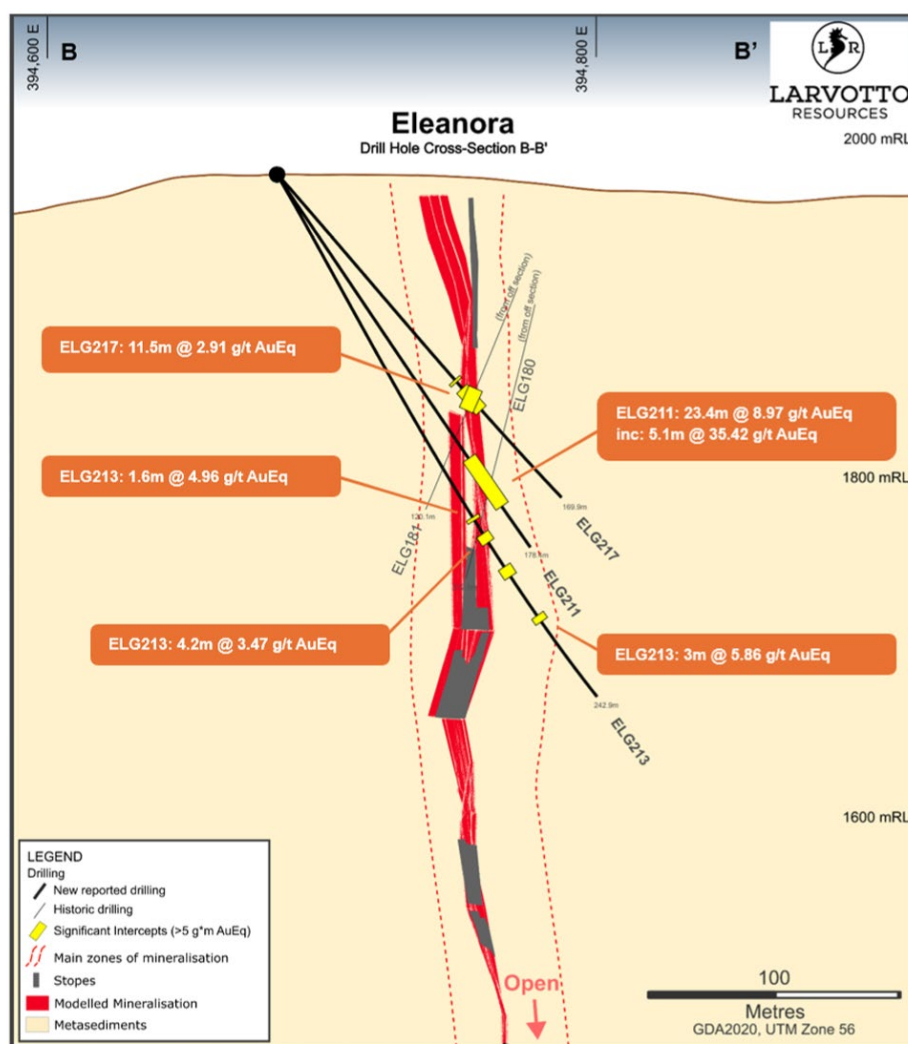 394,600 E
B
394,800 E
B'
L R
LARVOTTO
RESOURCES
Eleanora
Drill Hole Cross-Section B-B'
2000 mRL
(from off section)
(from off section)
ELG217: 11.5m @ 2.91 g/t AuEq
ELG180
ELG211: 23.4m @ 8.97 g/t AuEq
inc: 5.1m @ 35.42 g/t AuEq
ELG213: 1.6m @ 4.96 g/t AuEq
1800 mRL
169.9m
ELG217
ELG181
ELG211
ELG213: 4.2m @ 3.47 g/t AuEq
ELG213: 3m @ 5.86 g/t AuEq
242.9m
ELG213
1600 mRL
LEGEND
Drilling
New reported drilling
Historic drilling
Significant Intercepts (>5 g*m AuEq)
Main zones of mineralisation
Stopes
Modelled Mineralisation
Metasediments
Open
100
Metres
GDA2020, UTM Zone 56